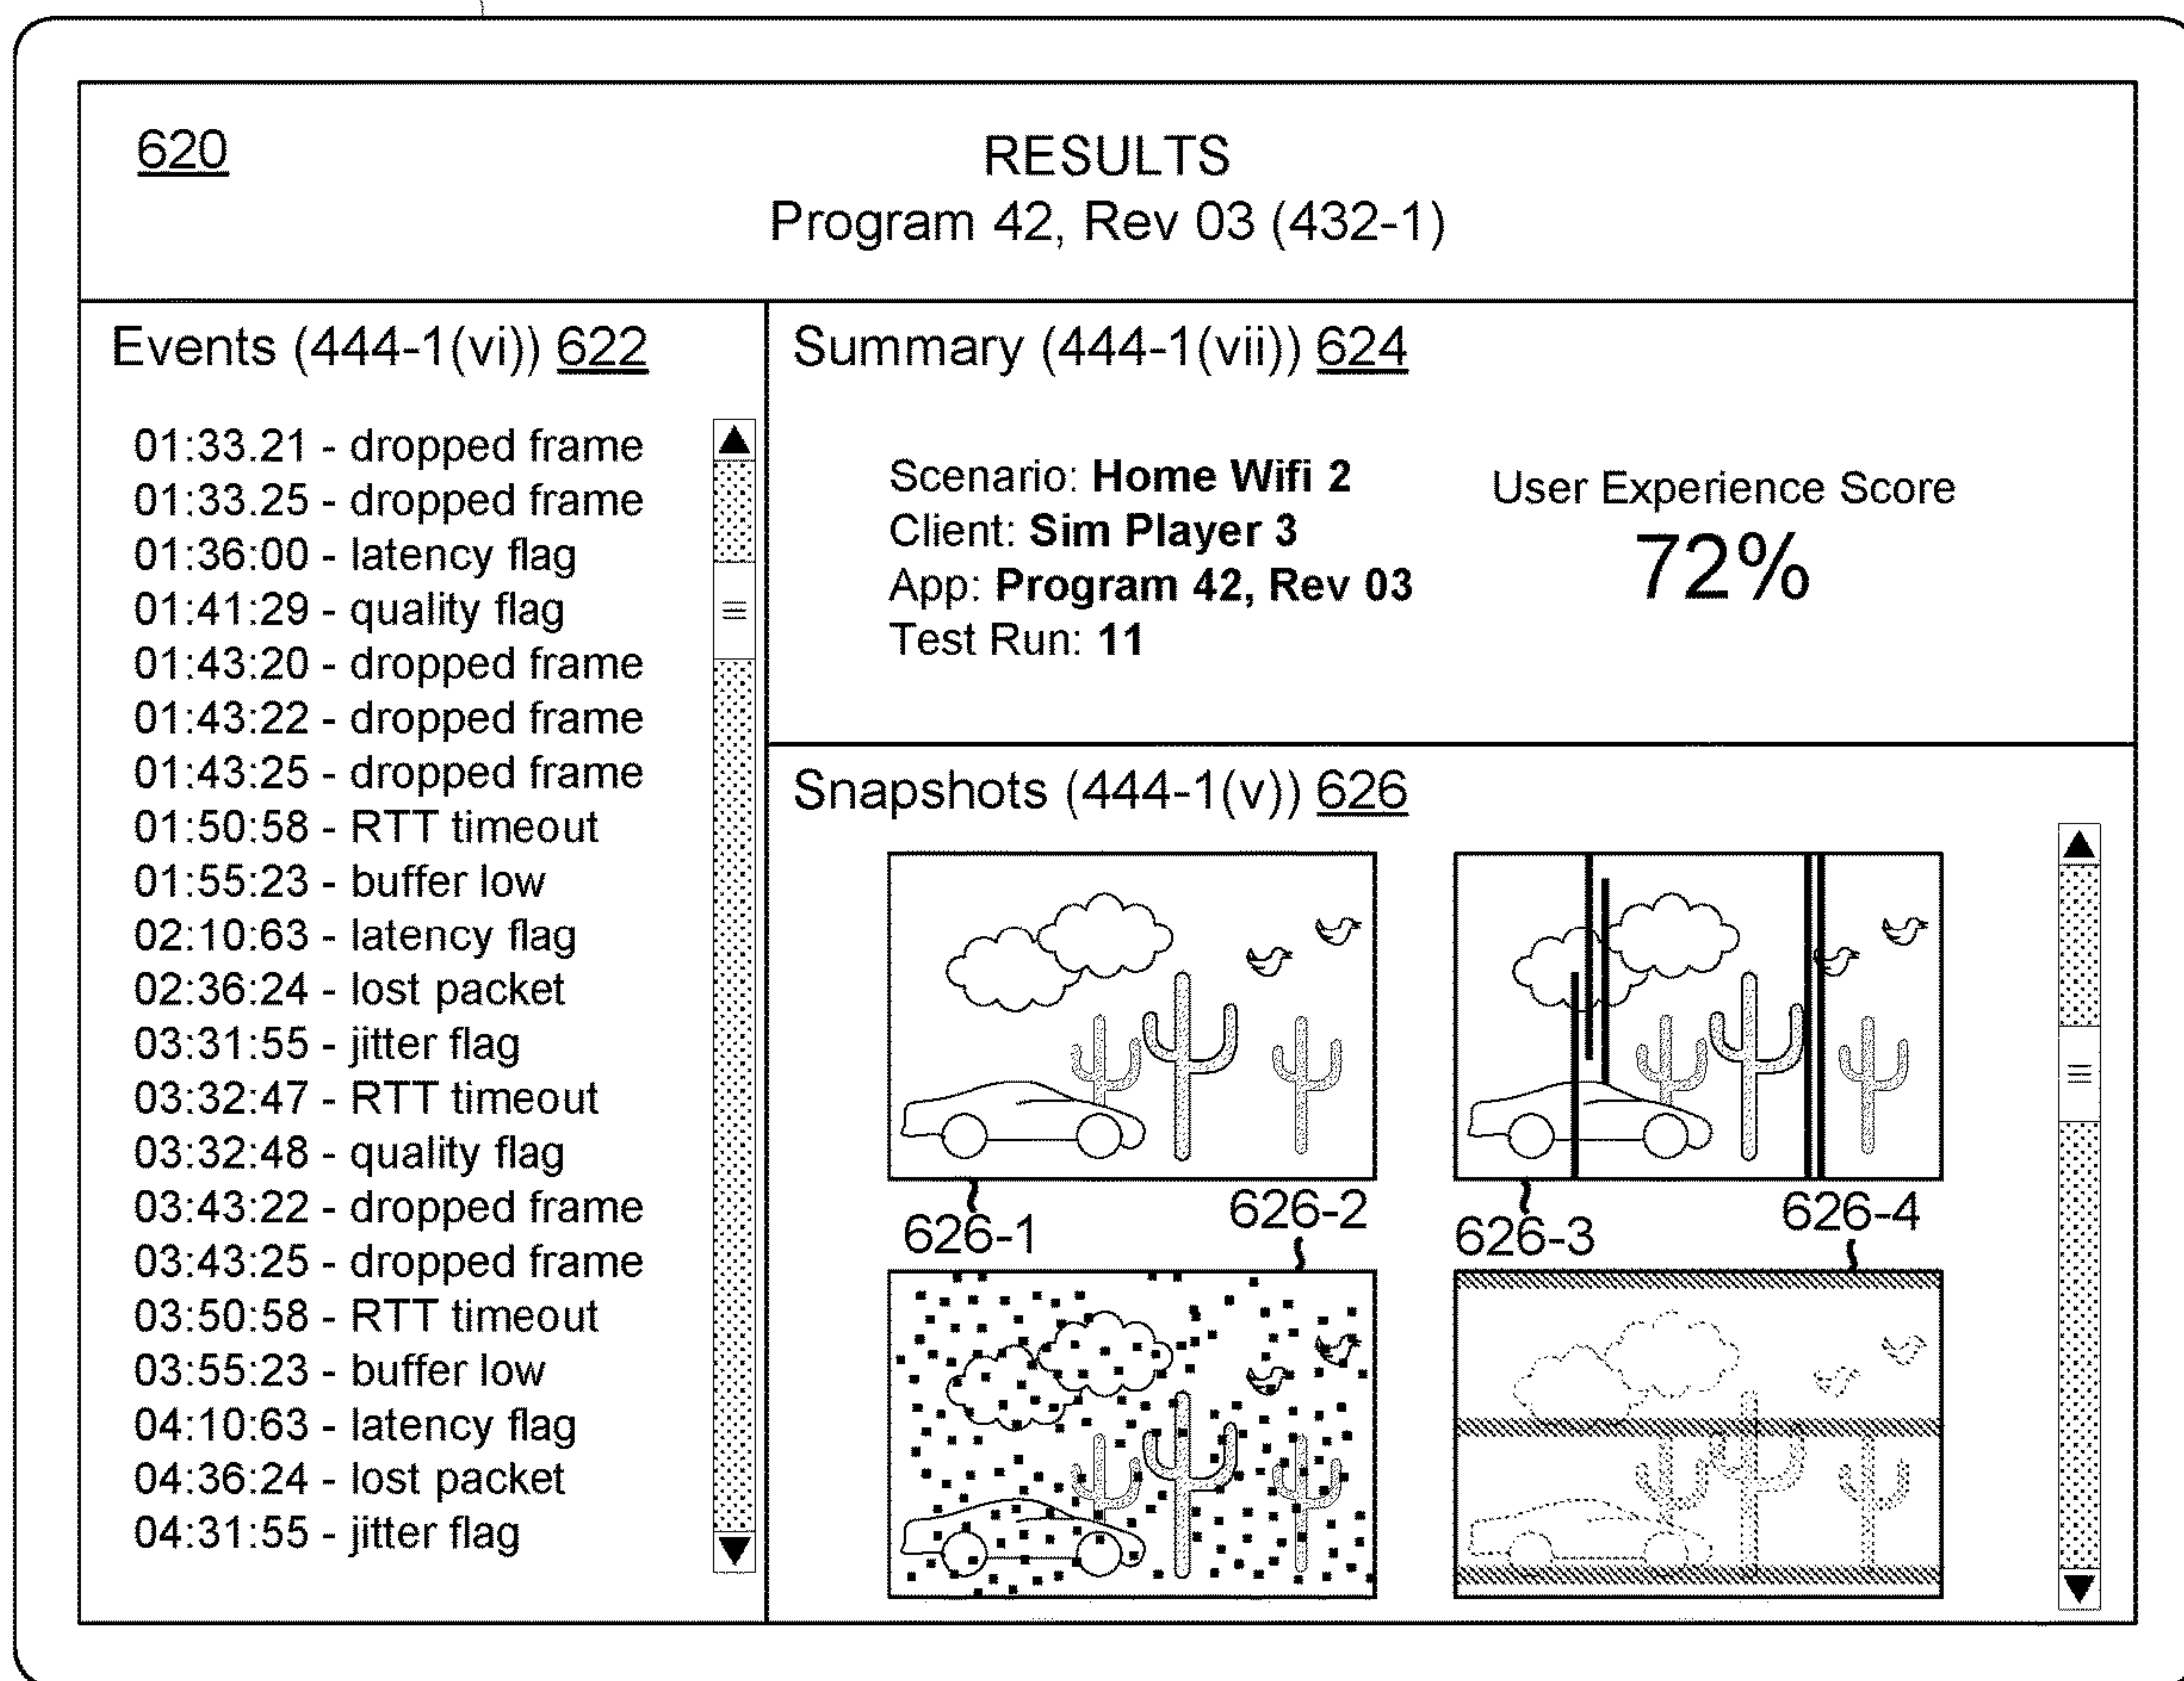 620
RESULTS
Program 42, Rev 03 (432-1)
Events (444-1(vi)) 622
01:33.21 - dropped frame
01:33.25 - dropped frame
01:36:00 - latency flag
01:41:29 - quality flag
01:43:20 - dropped frame
01:43:22 - dropped frame
01:43:25 - dropped frame
01:50:58 - RTT timeout
01:55:23 - buffer low
02:10:63 - latency flag
02:36:24 - lost packet
03:31:55 - jitter flag
03:32:47 - RTT timeout
03:32:48 - quality flag
03:43:22 - dropped frame
03:43:25 - dropped frame
03:50:58 - RTT timeout
03:55:23 - buffer low
04:10:63 - latency flag
04:36:24 - lost packet
04:31:55 - jitter flag
Summary (444-1(vii)) 624
Scenario: Home Wifi 2
Client: Sim Player 3
App: Program 42, Rev 03
Test Run: 11
User Experience Score
72%
Snapshots (444-1(v)) 626
626-1
626-2
626-3
626-4